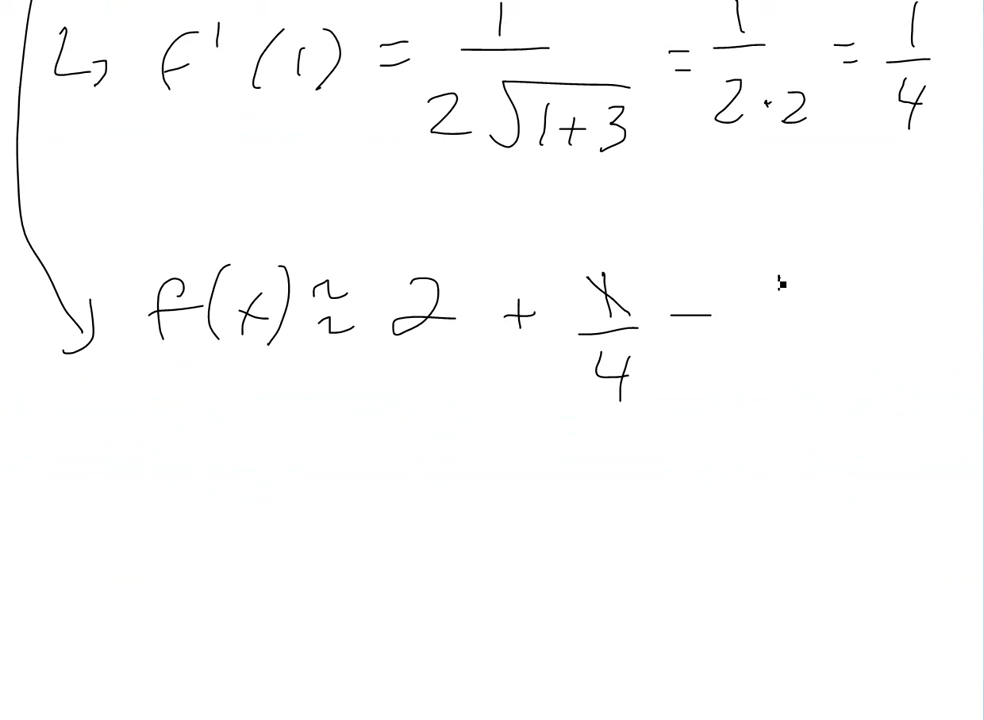 ↳ f'(1) = 1/(2√(1+3)) = 1/(2·2) = 1/4
f(x) ≈ 2 + x/4 −